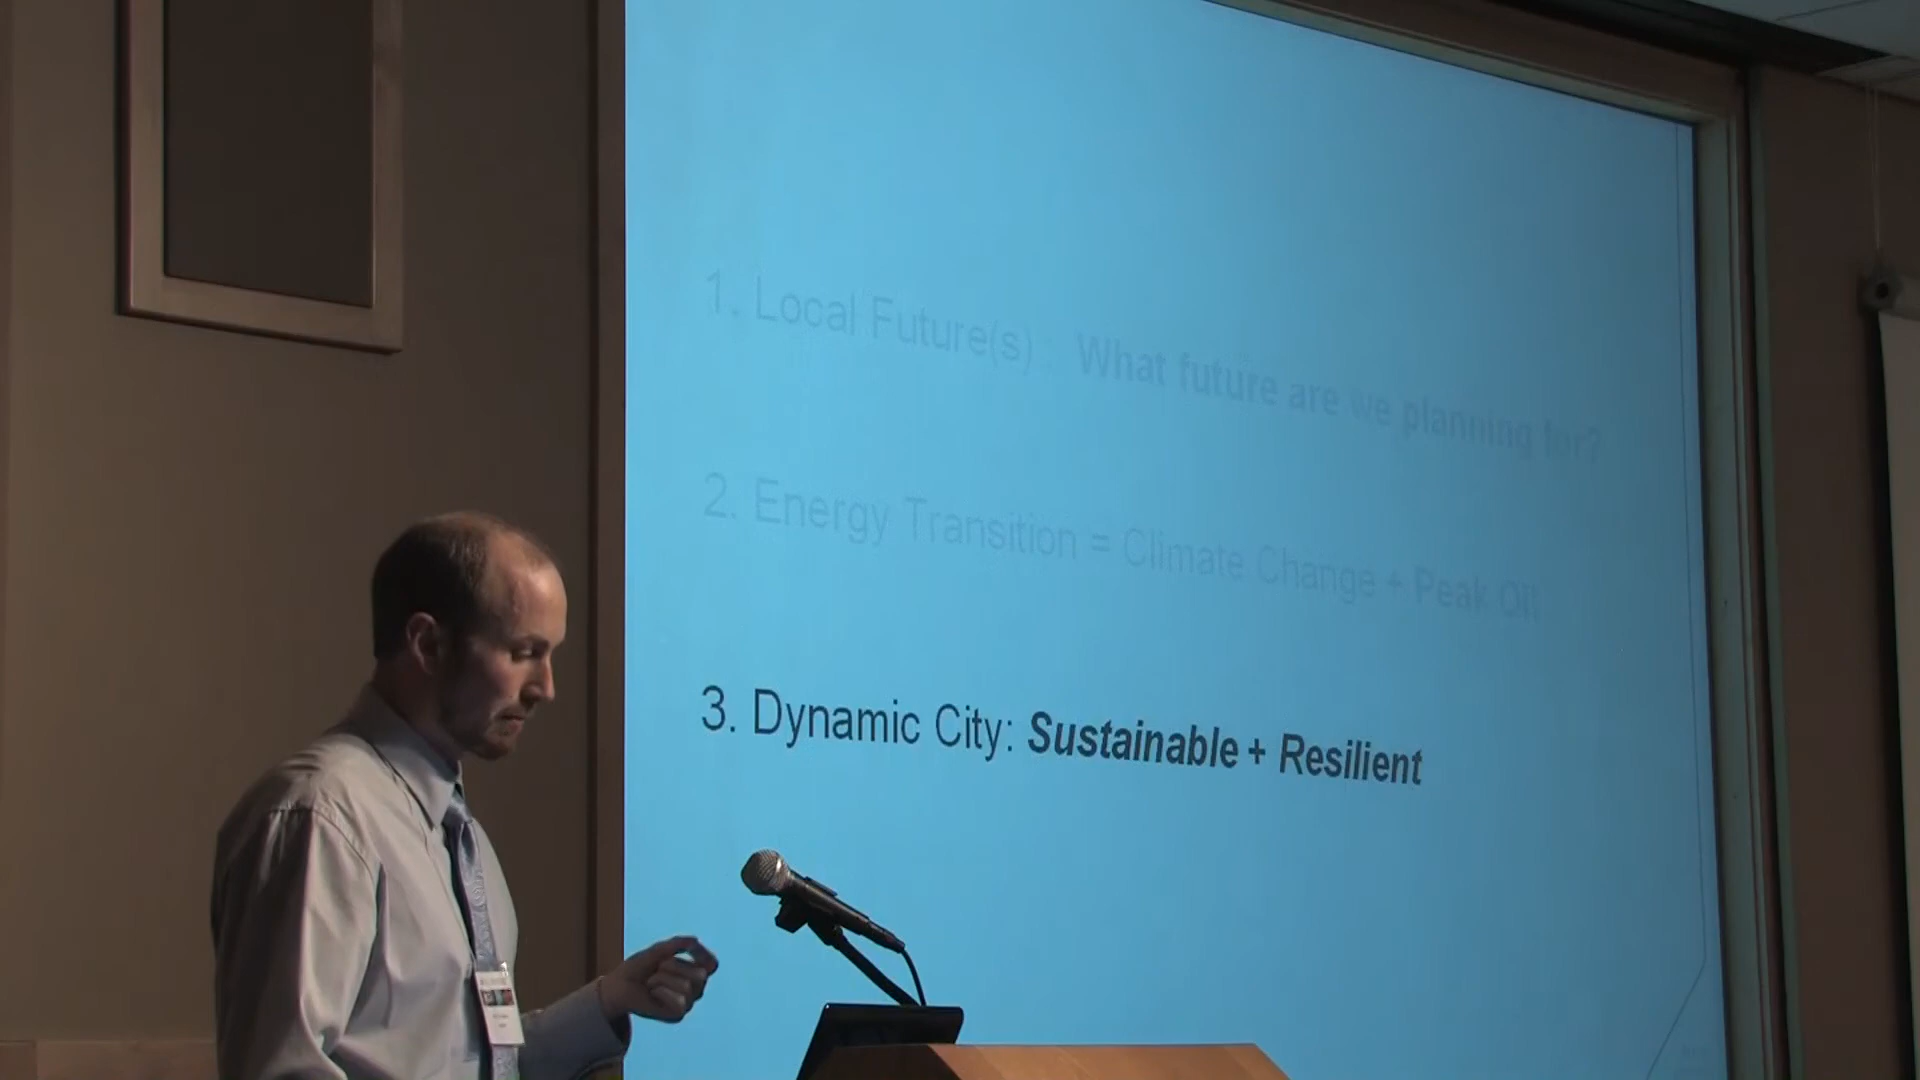 1. Local Future(s) : What future are we planning for?
2. Energy Transition = Climate Change + Peak Oil
3. Dynamic City: Sustainable + Resilient